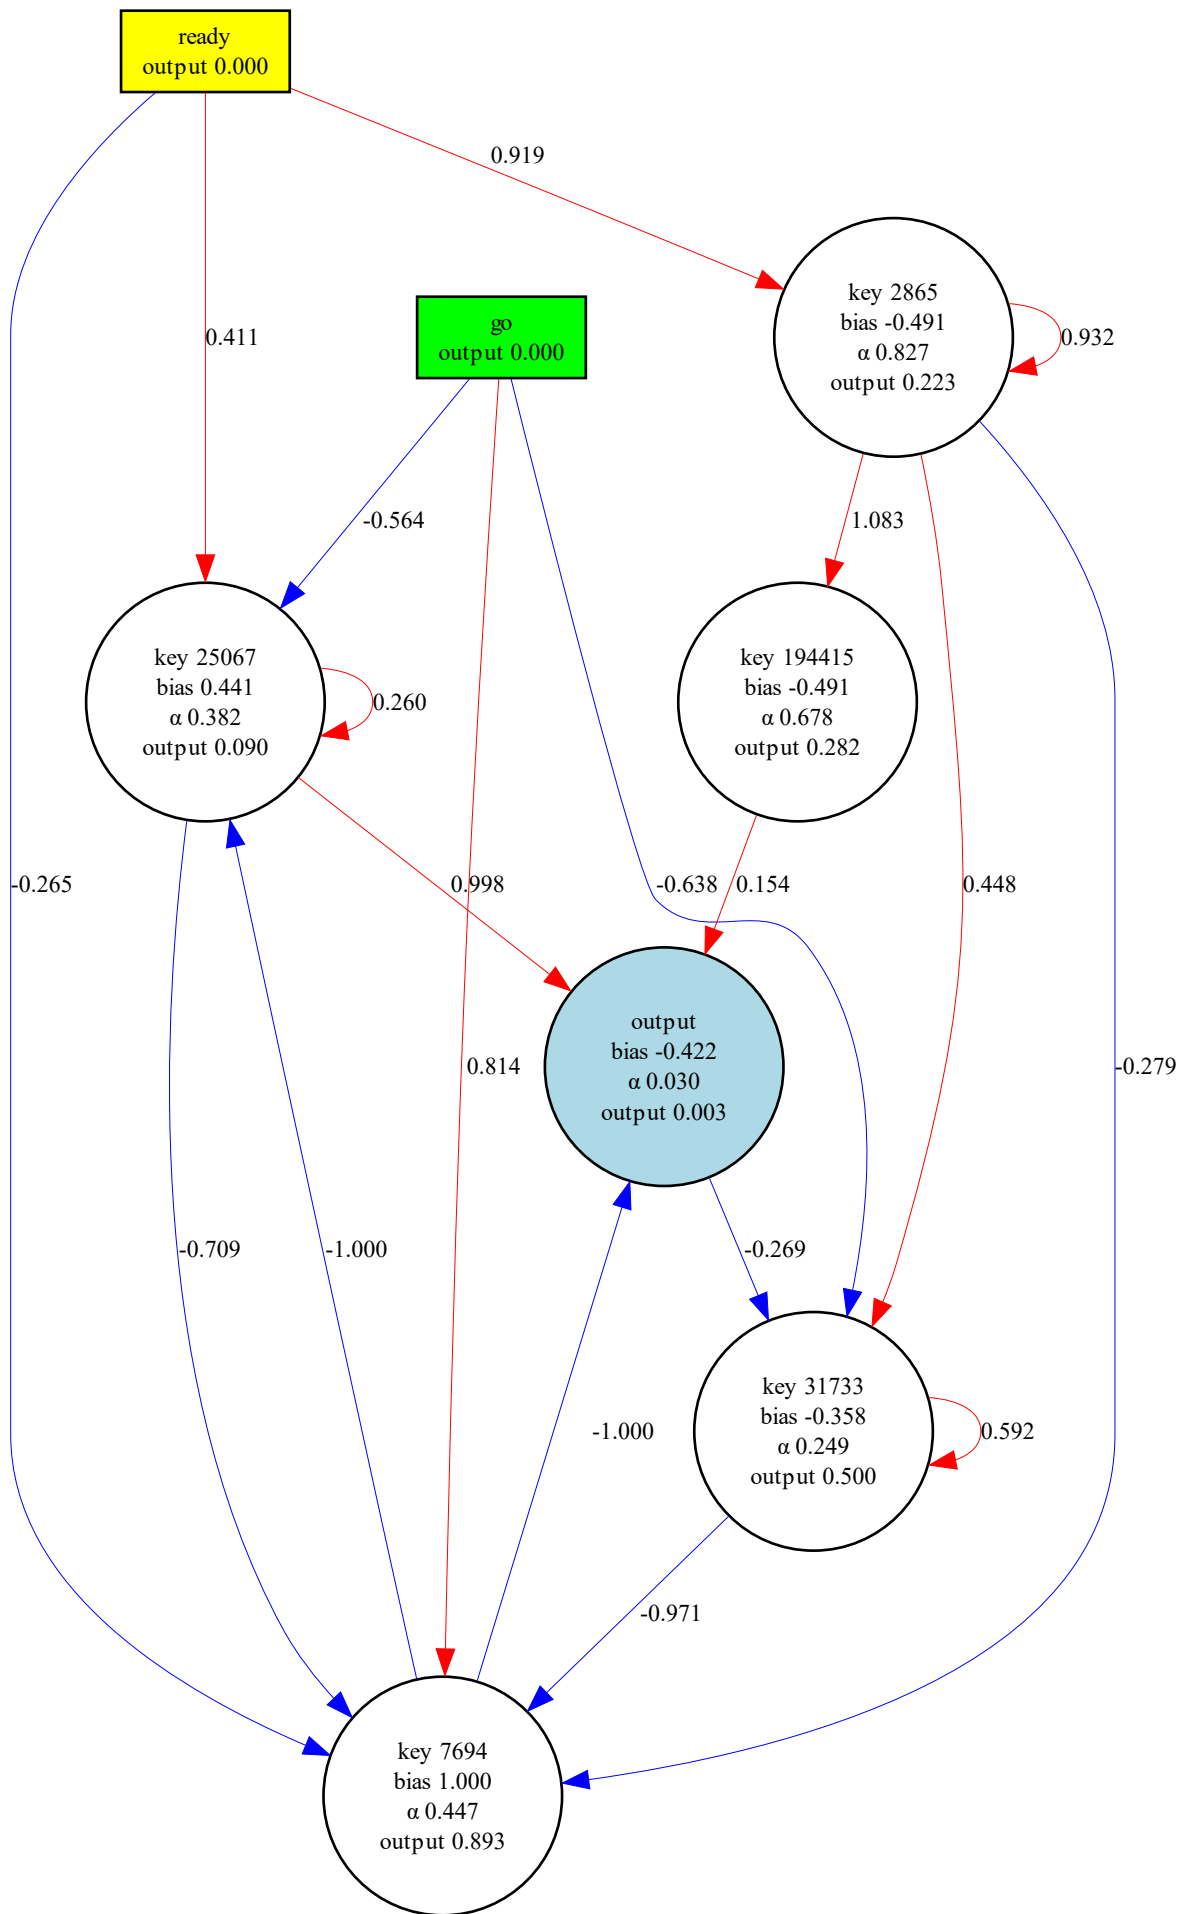 ready
output 0.000
0.919
go
output 0.000
0.411
key 2865
bias -0.491
α 0.827
output 0.223
0.932
-0.564
1.083
key 25067
bias 0.441
α 0.382
output 0.090
0.260
key 194415
bias -0.491
α 0.678
output 0.282
-0.265
0.998
-0.638
0.154
0.448
output
bias -0.422
α 0.030
output 0.003
0.814
-0.279
-0.709
-1.000
-0.269
-1.000
key 31733
bias -0.358
α 0.249
output 0.500
0.592
-0.971
key 7694
bias 1.000
α 0.447
output 0.893